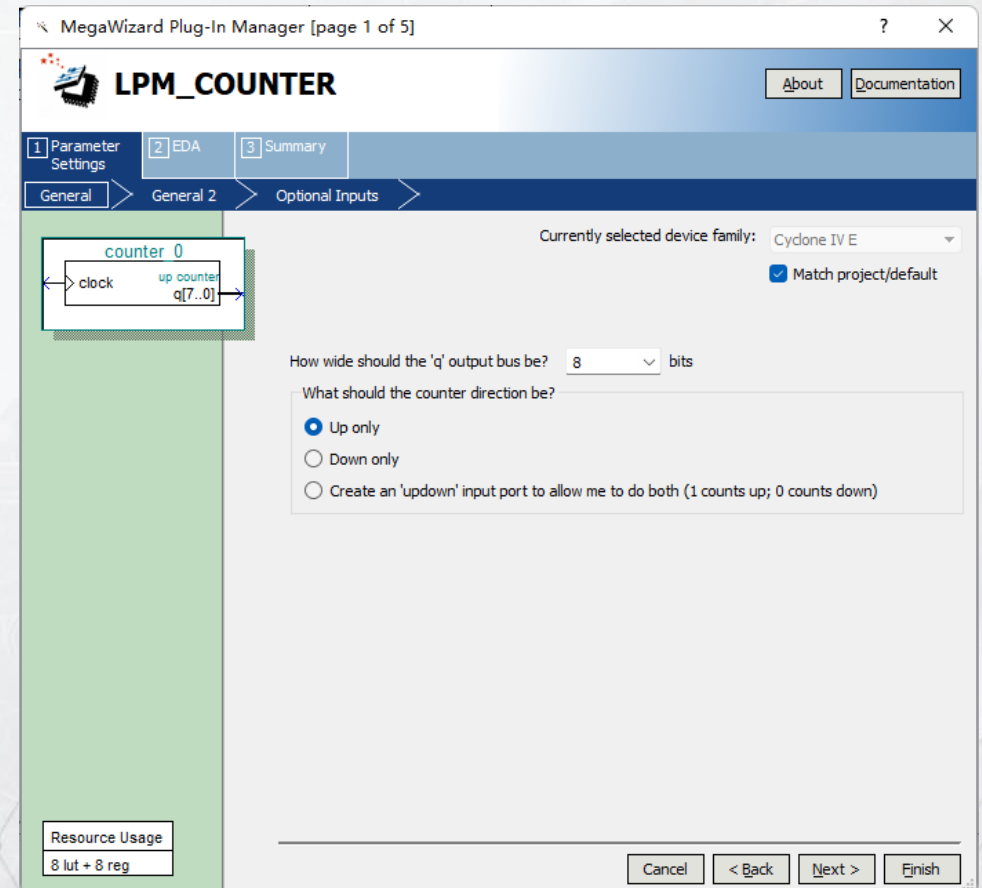 MegaWizard Plug-In Manager [page 1 of 5]
?
LPM_COUNTER
About
Documentation
1 Parameter Settings
2 EDA
3 Summary
General
General 2
Optional Inputs
counter_0
clock
up counter
q[7..0]
Currently selected device family:
Cyclone IV E
Match project/default
How wide should the 'q' output bus be? 8 bits
What should the counter direction be?
Up only
Down only
Create an 'updown' input port to allow me to do both (1 counts up; 0 counts down)
Resource Usage
8 lut + 8 reg
Cancel
< Back
Next >
Finish